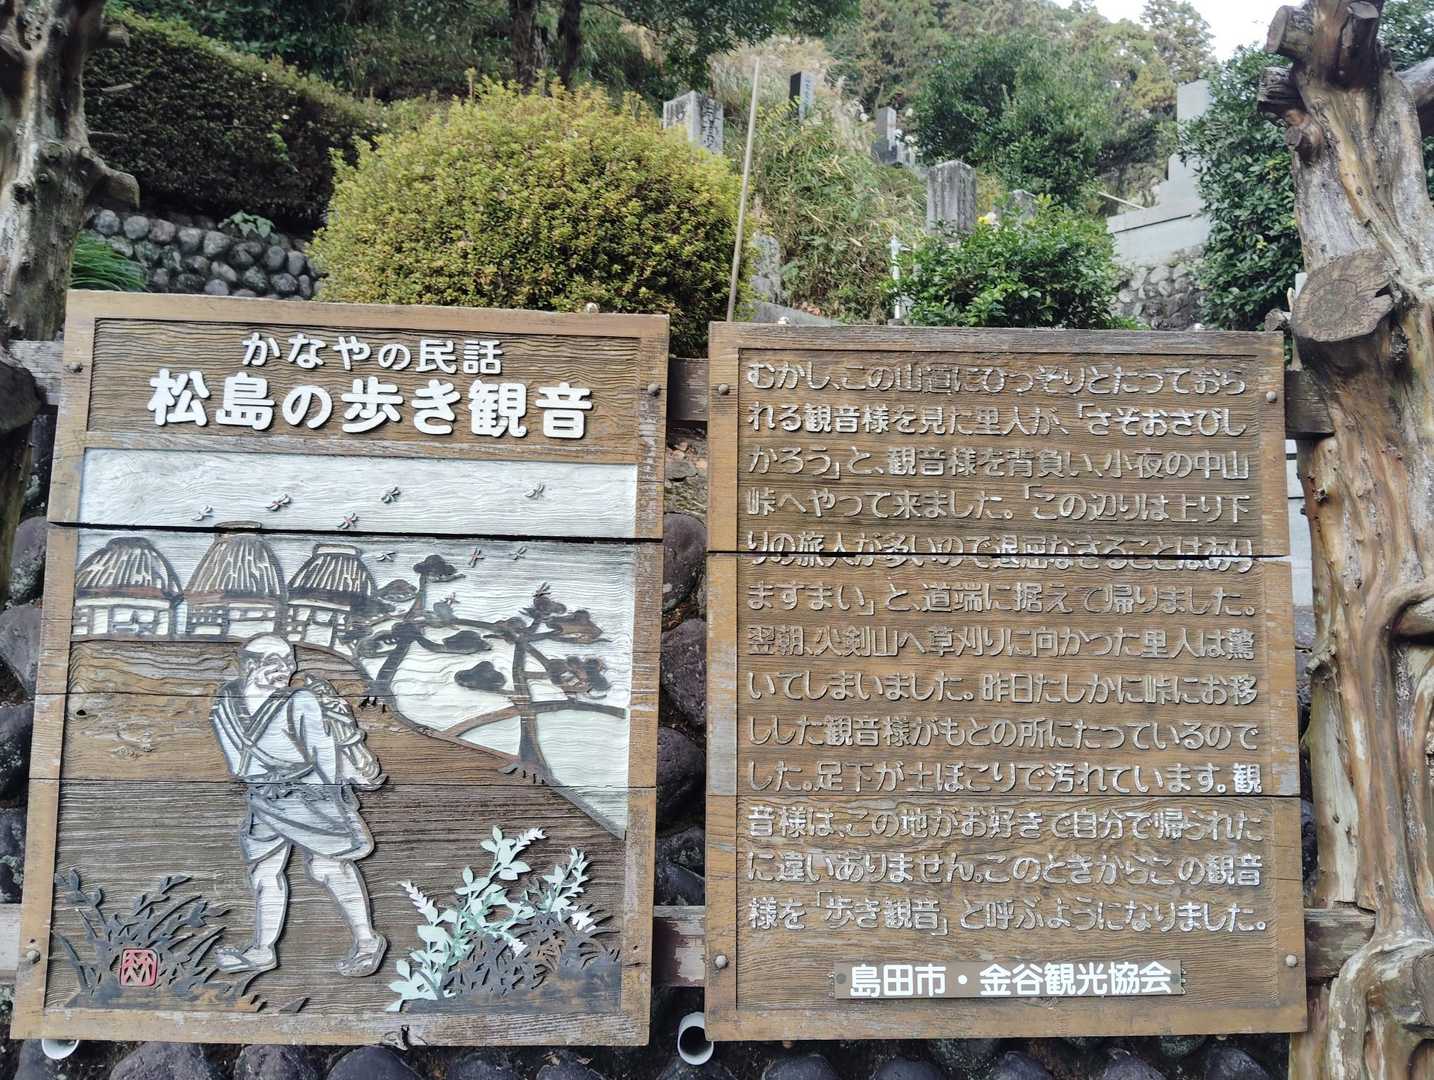 かなやの民話
松島の歩き観音
むかし、この山道にひっそりとたっておら
れる観音様を見た里人が、「さぞおさびし
かろう」と、観音様を背負い、小夜の中山
峠へやって来ました。「この辺りは上り下
りの旅人が多いので退屈なさることはあり
ますまい」と、道端に据えて帰りました。
翌朝、火剣山へ草刈りに向かった里人は驚
いてしまいました。昨日たしかに峠にお移
しした観音様がもとの所にたっているので
した。足下が土ぼこりで汚れています。観
音様は、この地がお好きで自分で帰られた
に違いありません。このときからこの観音
様を「歩き観音」と呼ぶようになりました。
島田市・金谷観光協会